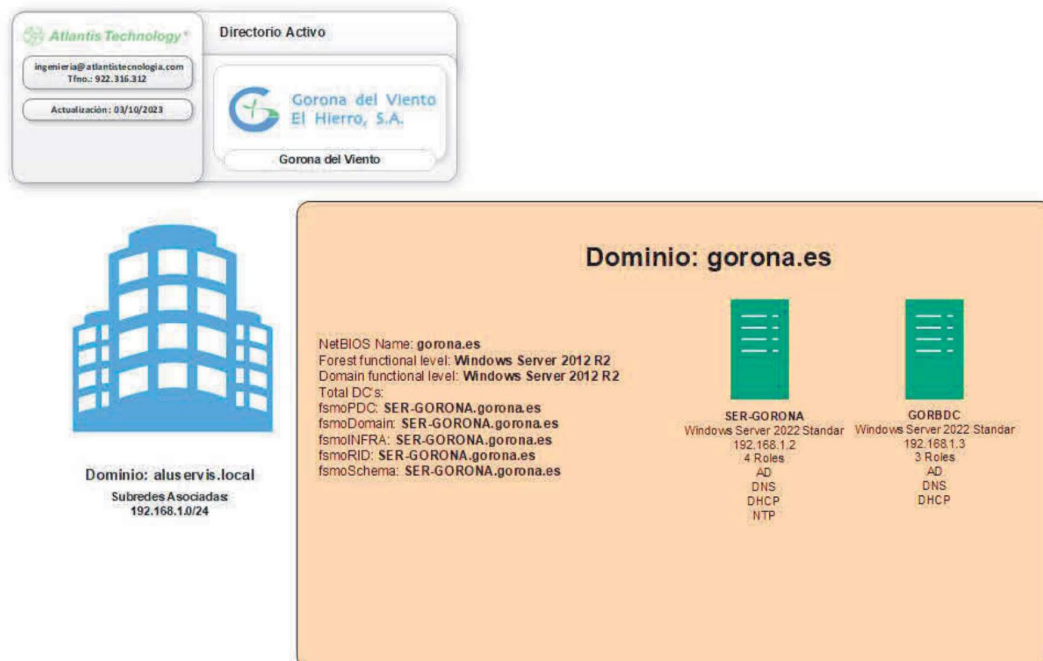 Atlantis Technology®
ingenieria@atlantistecnologia.com
Tfno.: 922.316.312
Actualización: 03/10/2023
Directorio Activo
Gorona del Viento
El Hierro, S.A.
Gorona del Viento
Dominio: aluservis.local
Subredes Asociadas:
192.168.1.0/24
Dominio: gorona.es
NetBIOS Name: gorona.es
Forest functional level: Windows Server 2012 R2
Domain functional level: Windows Server 2012 R2
Total DC's:
fsmoPDC: SER-GORONA.gorona.es
fsmoDomain: SER-GORONA.gorona.es
fsmoINFRA: SER-GORONA.gorona.es
fsmoRID: SER-GORONA.gorona.es
fsmoSchema: SER-GORONA.gorona.es
SER-GORONA
Windows Server 2022 Standar
192.168.1.2
4 Roles
AD
DNS
DHCP
NTP
GORBDC
Windows Server 2022 Standar
192.168.1.3
3 Roles
AD
DNS
DHCP